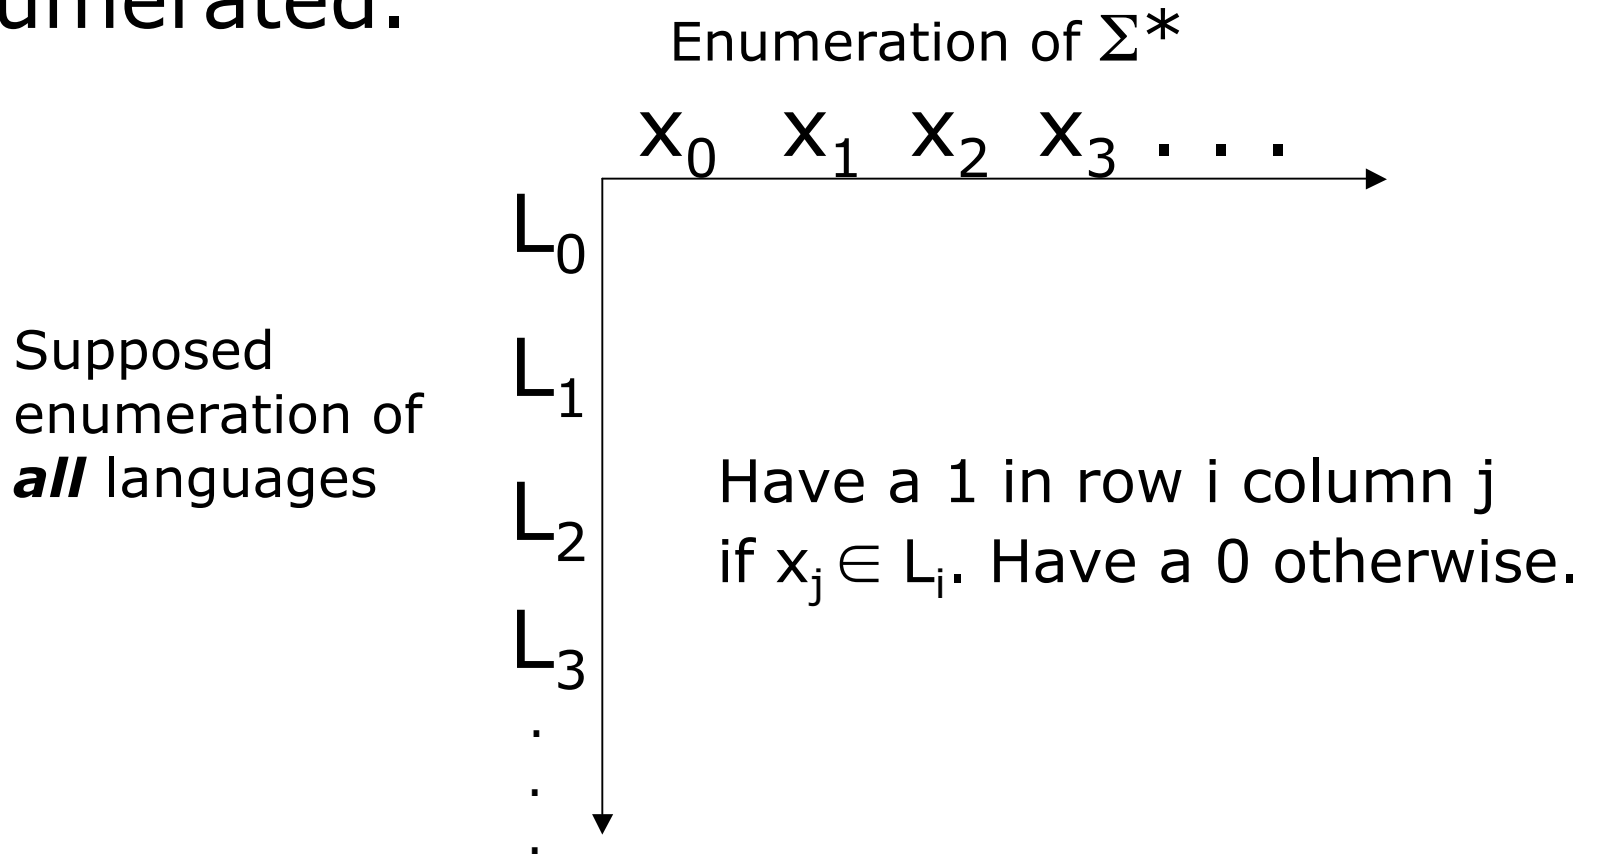 umerated.
Enumeration of Σ*
x₀ x₁ x₂ x₃ . . .
L₀
L₁
L₂
L₃
.
.
.
Supposed
enumeration of
all languages
Have a 1 in row i column j
if xⱼ ∈ Lᵢ. Have a 0 otherwise.